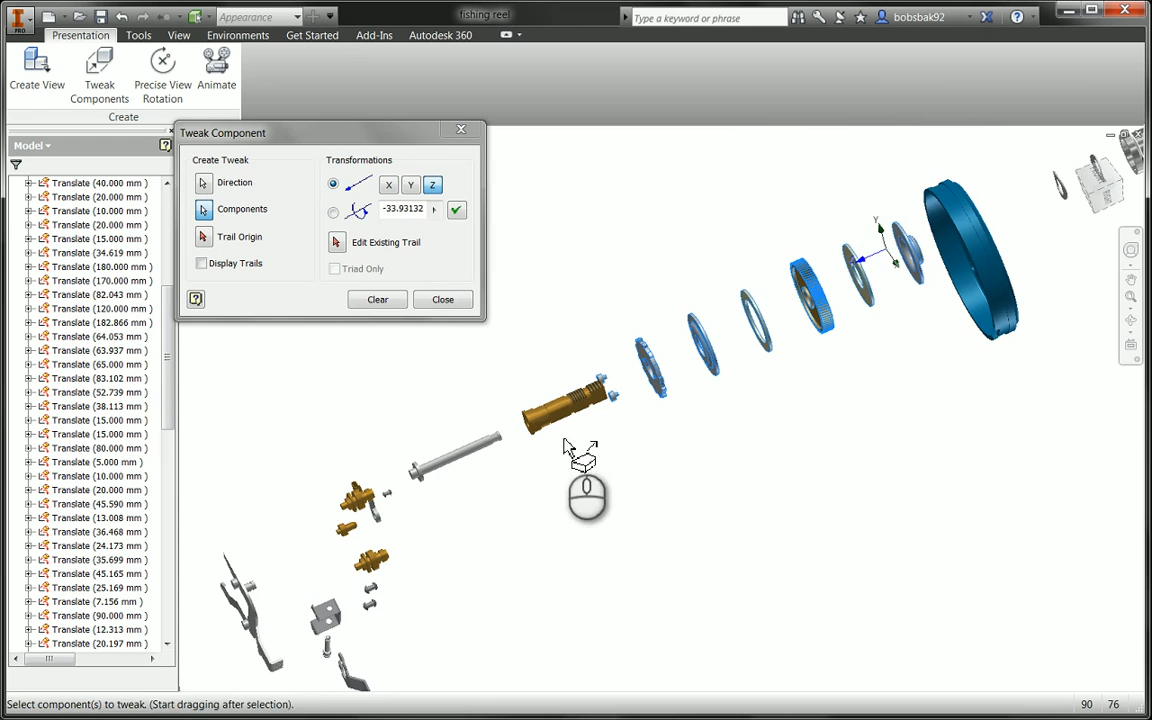 PRO
Appearance
fishing reel
Type a keyword or phrase
bobsbak92
Presentation
Tools
View
Environments
Get Started
Add-Ins
Autodesk 360
Create View
Tweak Components
Precise View Rotation
Animate
Create
Model
Tweak Component
Create Tweak
Transformations
Direction
X
Y
Z
Components
-33.93132
Trail Origin
Edit Existing Trail
Display Trails
Triad Only
Clear
Close
Translate (40.000 mm )
Translate (20.000 mm )
Translate (10.000 mm )
Translate (20.000 mm )
Translate (15.000 mm )
Translate (34.619 mm )
Translate (180.000 mm )
Translate (170.000 mm )
Translate (82.043 mm )
Translate (120.000 mm )
Translate (182.866 mm )
Translate (64.053 mm )
Translate (63.937 mm )
Translate (65.000 mm )
Translate (83.102 mm )
Translate (52.739 mm )
Translate (38.113 mm )
Translate (15.000 mm )
Translate (15.000 mm )
Translate (80.000 mm )
Translate (5.000 mm )
Translate (10.000 mm )
Translate (20.000 mm )
Translate (45.590 mm )
Translate (13.008 mm )
Translate (36.468 mm )
Translate (24.173 mm )
Translate (35.699 mm )
Translate (45.165 mm )
Translate (25.169 mm )
Translate (7.156 mm )
Translate (90.000 mm )
Translate (12.313 mm )
Translate (20.197 mm )
Y
Select component(s) to tweak. (Start dragging after selection).
90
76